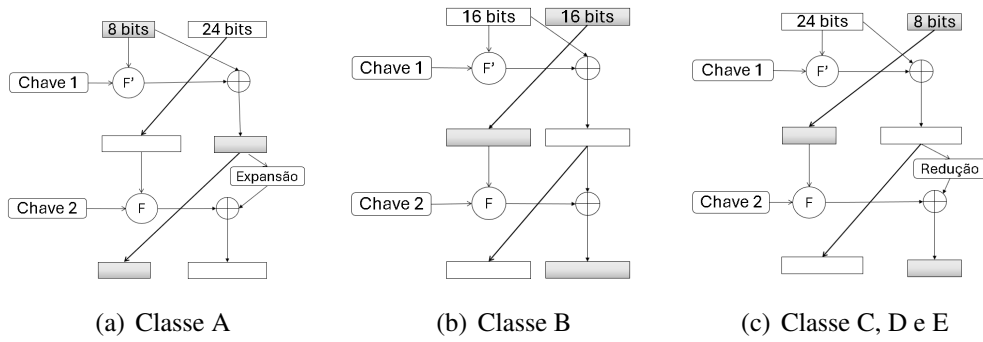 8 bits 24 bits
Chave 1 F'
Expansão
Chave 2 F
(a) Classe A
16 bits 16 bits
Chave 1 F'
Chave 2 F
(b) Classe B
24 bits 8 bits
Chave 1 F'
Redução
Chave 2 F
(c) Classe C, D e E